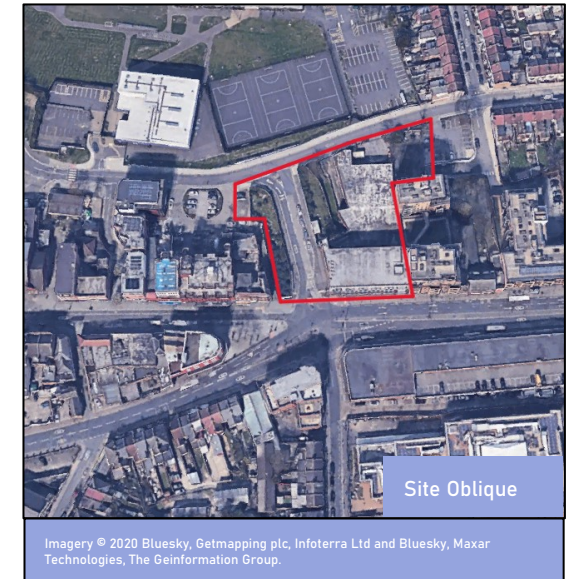 Site Oblique
Imagery © 2020 Bluesky, Getmapping plc, Infoterra Ltd and Bluesky, Maxar
Technologies, The Geinformation Group.